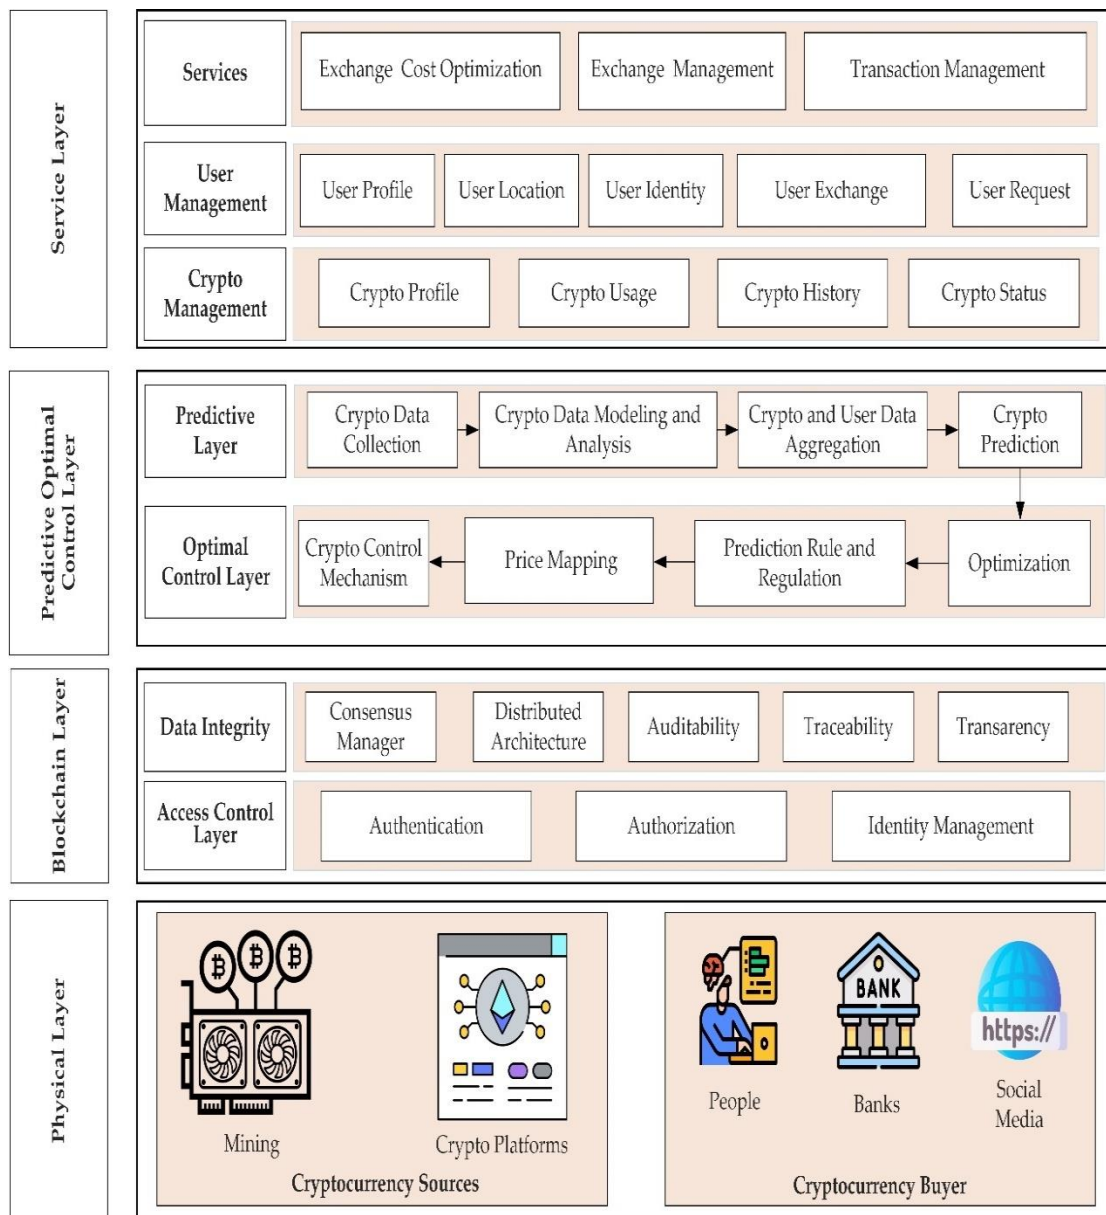 Service Layer
Services
Exchange Cost Optimization
Exchange Management
Transaction Management
User
Management
User Profile
User Location
User Identity
User Exchange
User Request
Crypto
Management
Crypto Profile
Crypto Usage
Crypto History
Crypto Status
Predictive Optimal
Control Layer
Predictive
Layer
Crypto Data
Collection
Crypto Data Modeling and
Analysis
Crypto and User Data
Aggregation
Crypto
Prediction
Optimal
Control Layer
Crypto Control
Mechanism
Price Mapping
Prediction Rule and
Regulation
Optimization
Blockchain Layer
Data Integrity
Consensus
Manager
Distributed
Architecture
Auditability
Traceability
Transarency
Access Control
Layer
Authentication
Authorization
Identity Management
Physical Layer
Mining
Crypto Platforms
Cryptocurrency Sources
BANK
https://
People
Banks
Social
Media
Cryptocurrency Buyer